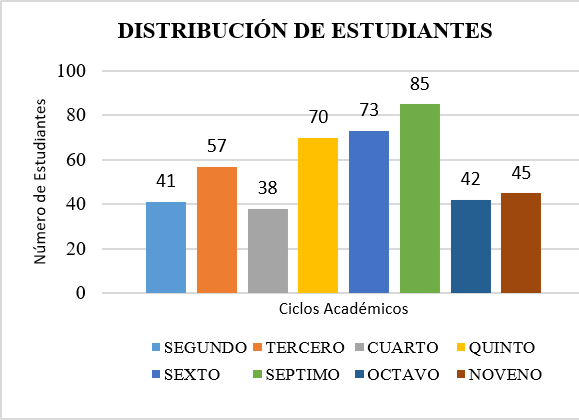 DISTRIBUCIÓN DE ESTUDIANTES
Número de Estudiantes
100
80
60
40
20
0
41
57
38
70
73
85
42
45
Ciclos Académicos
SEGUNDO TERCERO CUARTO QUINTO
SEXTO SEPTIMO OCTAVO NOVENO